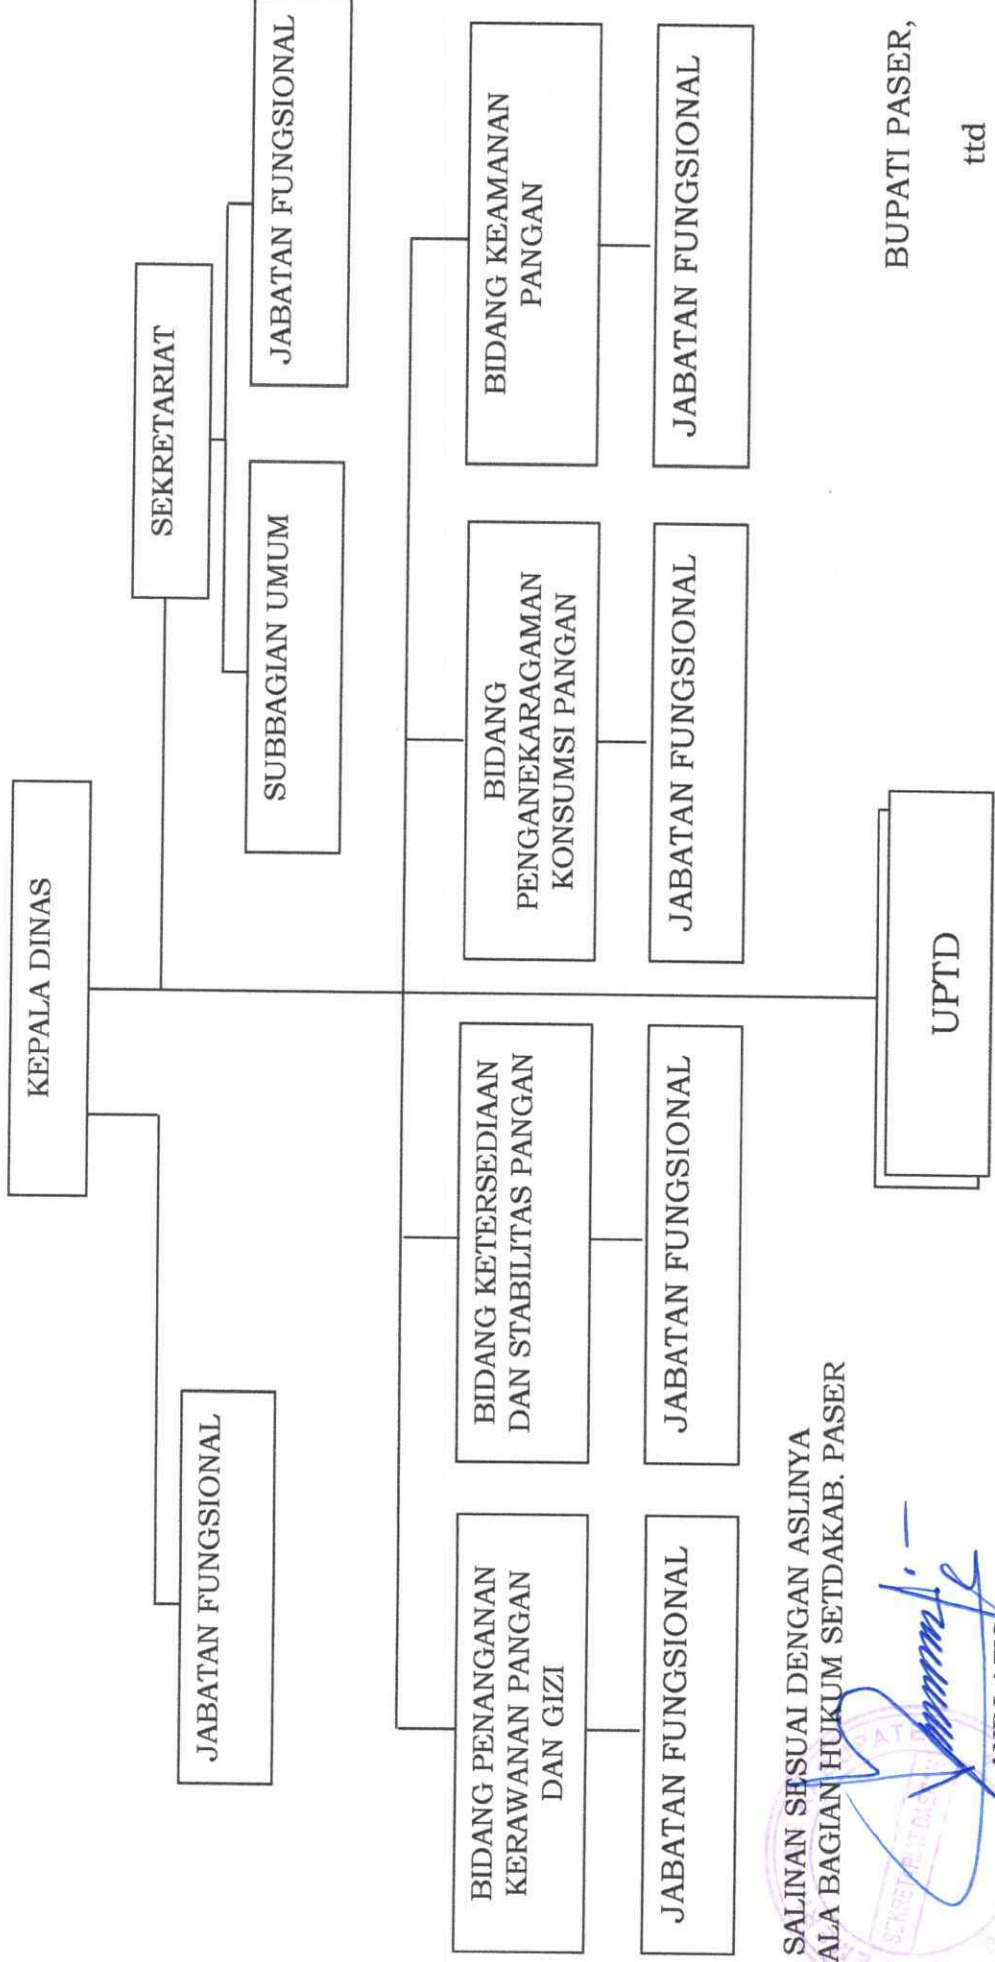 KEPALA DINAS
JABATAN FUNGSIONAL
SEKRETARIAT
SUBBAGIAN UMUM
JABATAN FUNGSIONAL
BIDANG PENANGANAN
KERAWANAN PANGAN
DAN GIZI
BIDANG KETERSEDIAAN
DAN STABILITAS PANGAN
BIDANG
PENGANEKARAGAMAN
KONSUMSI PANGAN
BIDANG KEAMANAN
PANGAN
JABATAN FUNGSIONAL
JABATAN FUNGSIONAL
JABATAN FUNGSIONAL
JABATAN FUNGSIONAL
UPTD
SALINAN SESUAI DENGAN ASLINYA
ALA BAGIAN HUKUM SETDAKAB. PASER
BUPATI PASER,
ttd